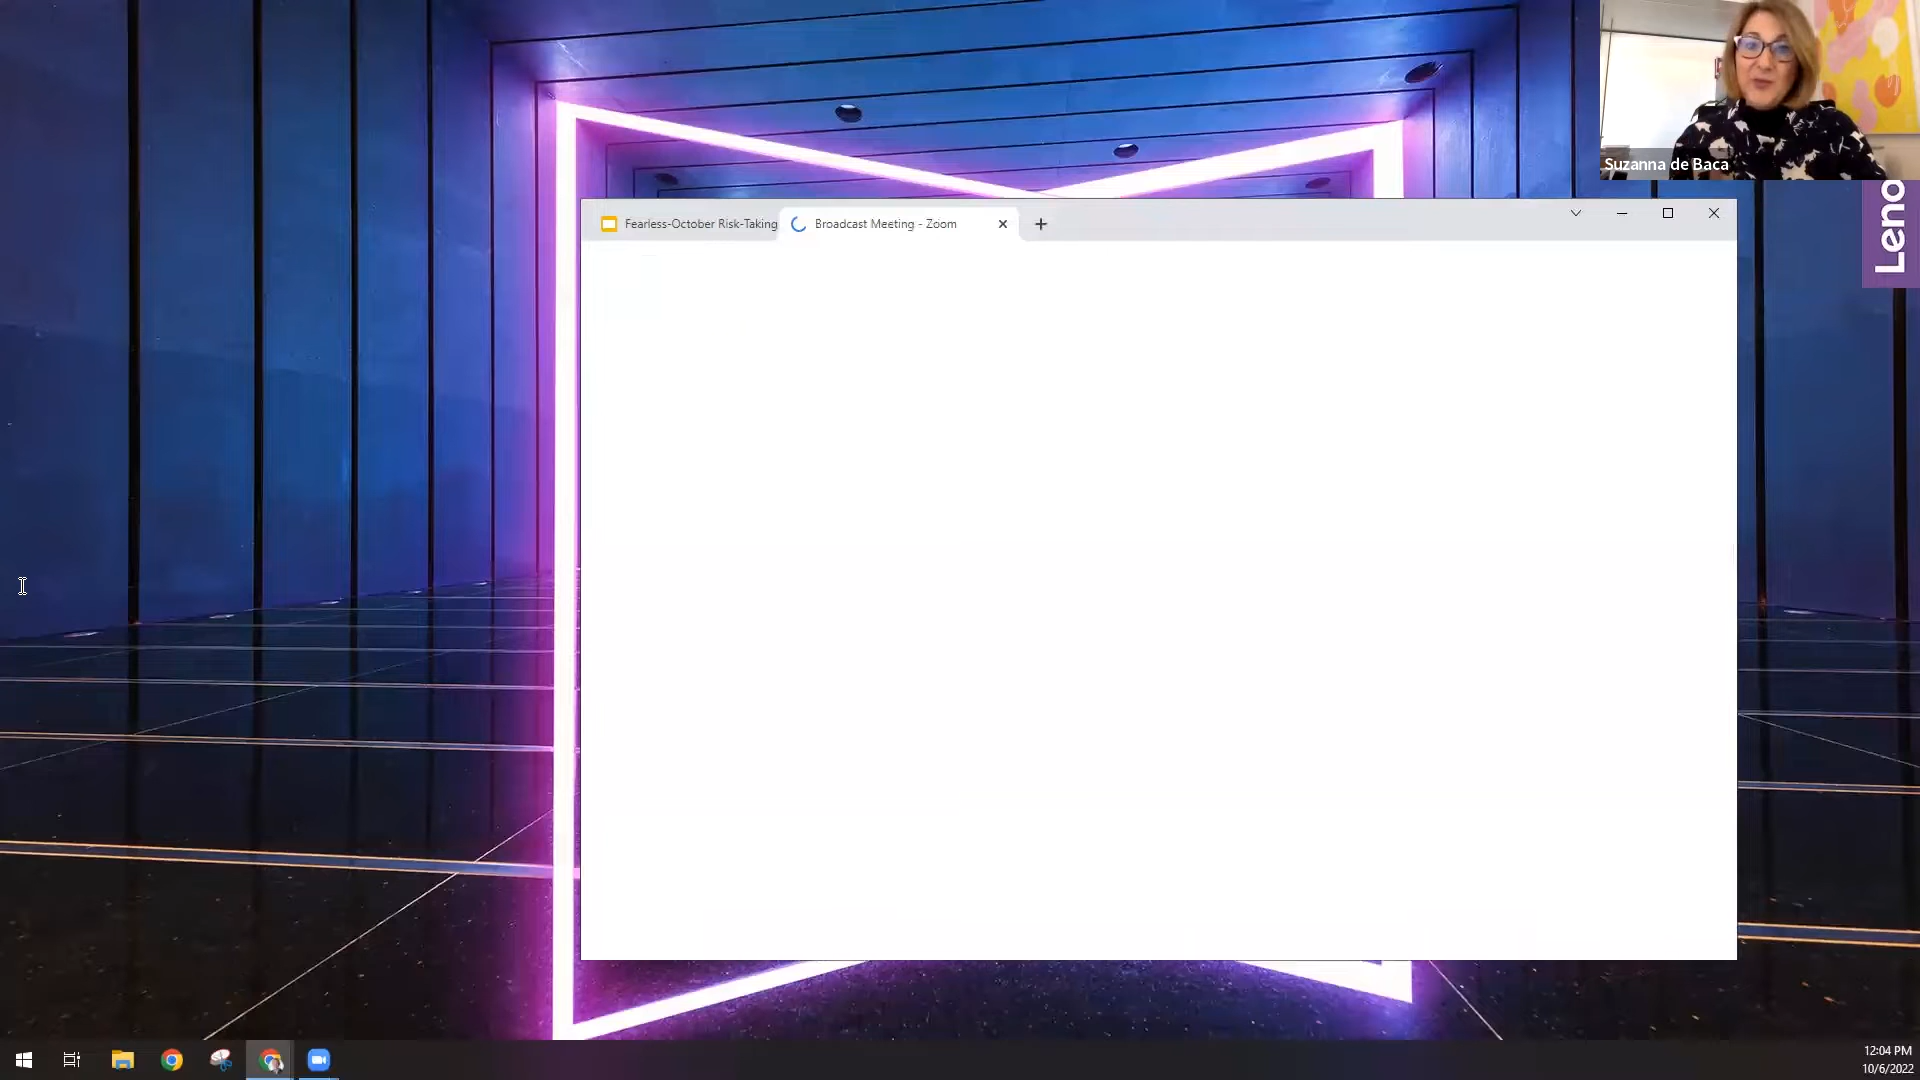 Suzanna de Baca
Leno
Fearless-October Risk-Taking
Broadcast Meeting - Zoom
12:04 PM
10/6/2022